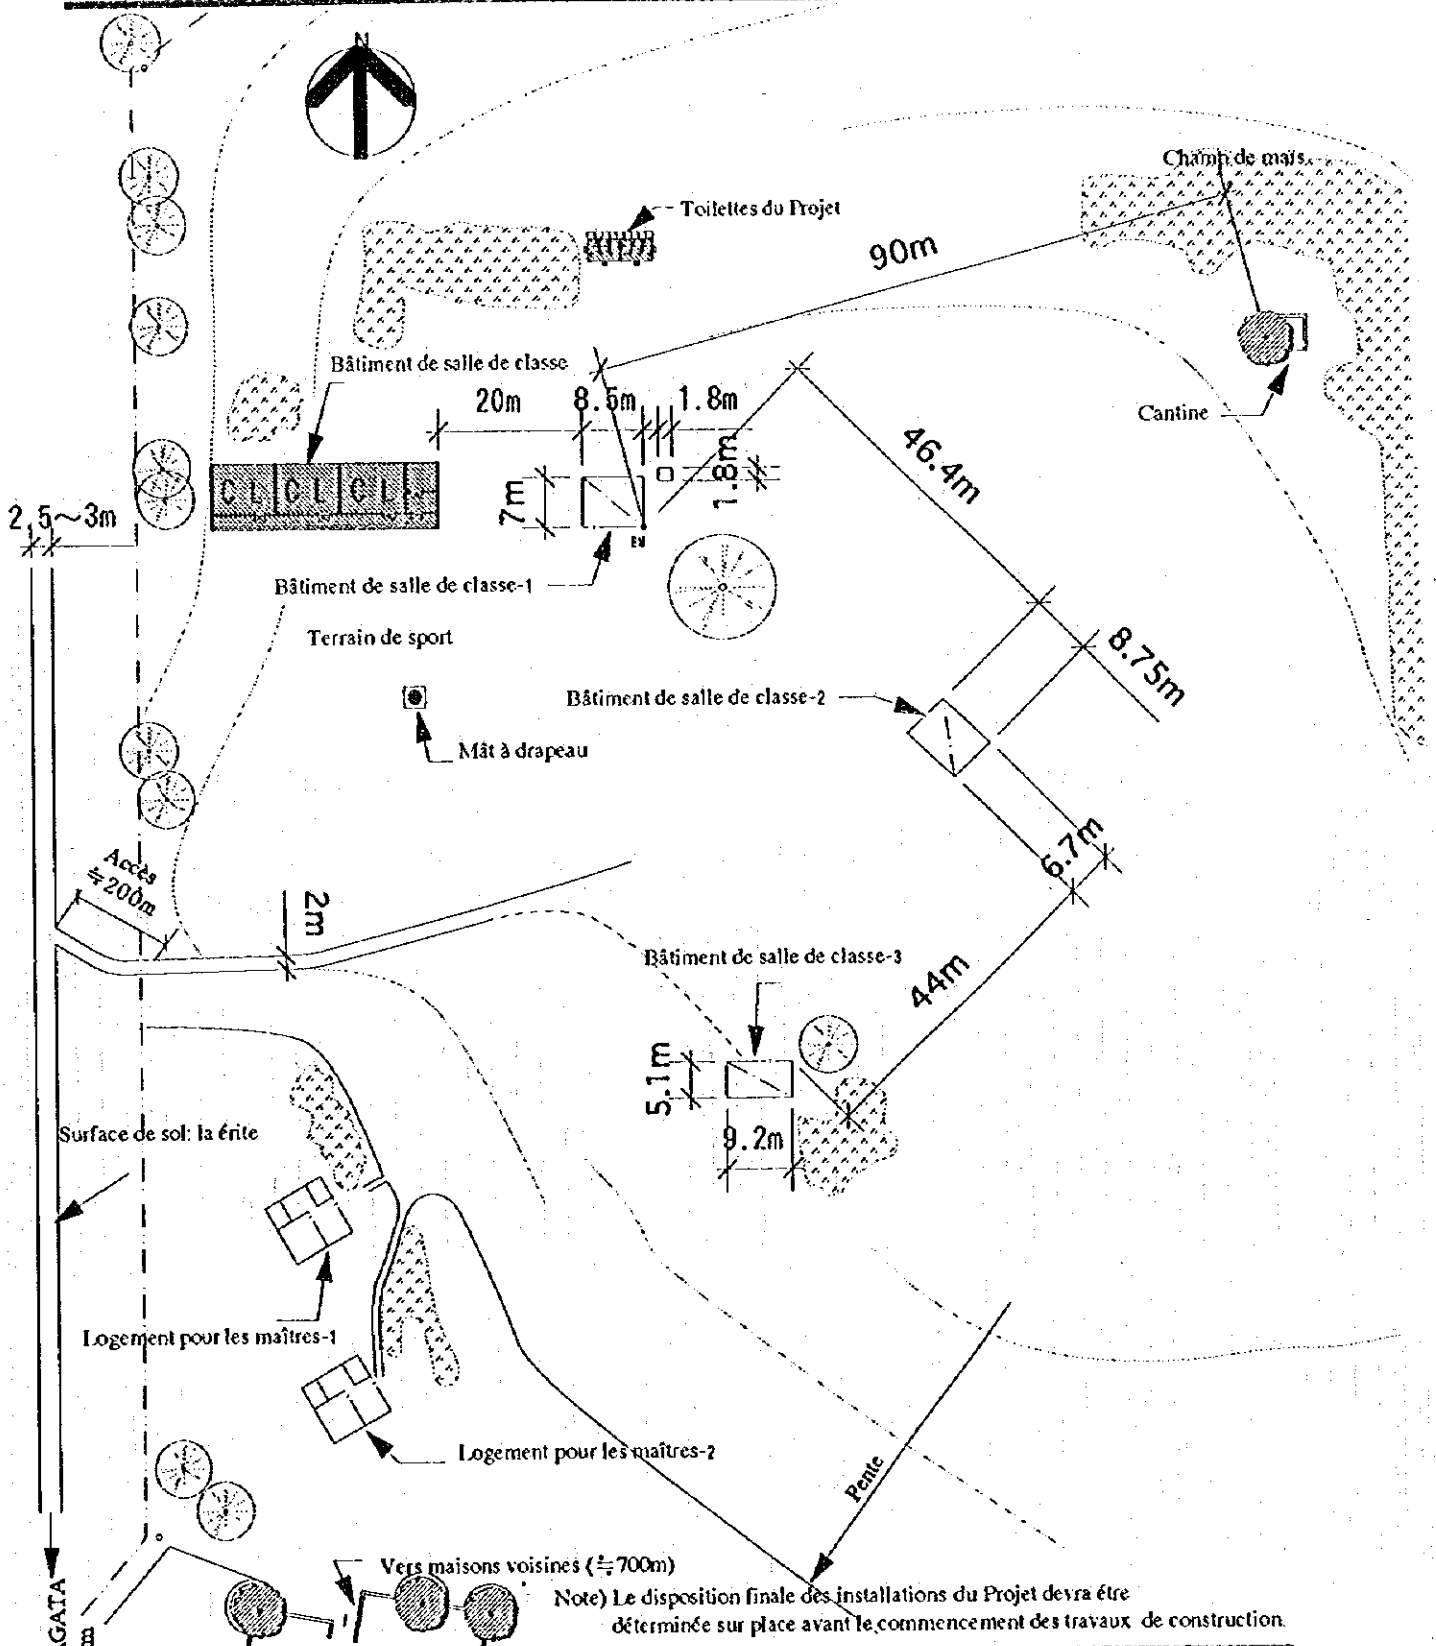 N
Champ de maïs
Toilettes du Projet
90m
Bâtiment de salle de classe
20m
8.5m
1.8m
Cantine
46.4m
1.8m
C L C L C L
7m
2.5～3m
Bâtiment de salle de classe-1
Terrain de sport
8.75m
Bâtiment de salle de classe-2
Mât à drapeau
6.7m
Accès
≒200m
2m
Bâtiment de salle de classe-3
44m
5.1m
Surface de sol: la érite
9.2m
Logement pour les maîtres-1
Logement pour les maîtres-2
Pente
Vers maisons voisines (≒700m)
Note) Le disposition finale des installations du Projet devra étre
déterminée sur place avant le commencement des travaux de construction.